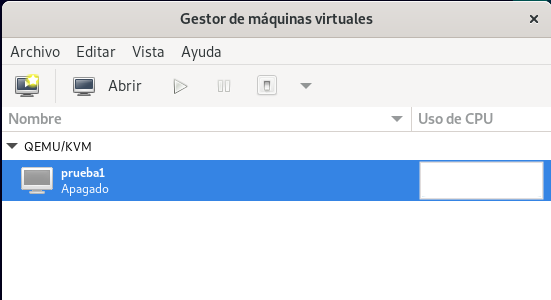 Gestor de máquinas virtuales
Archivo Editar Vista Ayuda
Abrir
Nombre Uso de CPU
QEMU/KVM
prueba1
Apagado